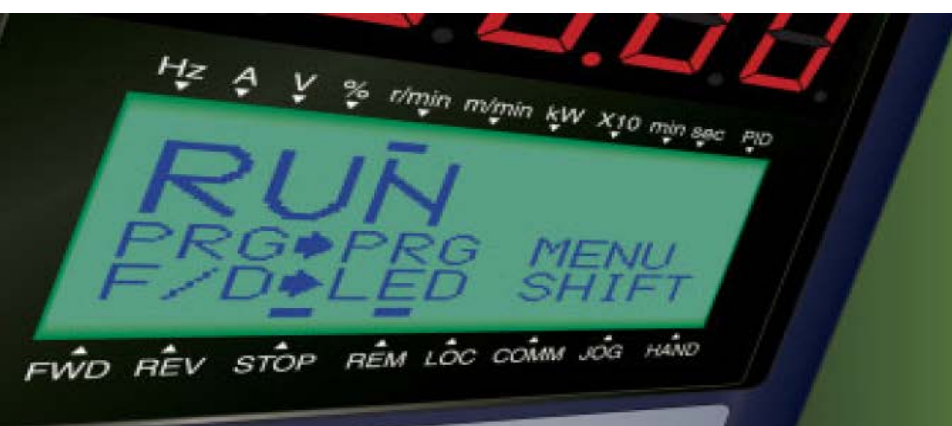 Hz A V % r/min m/min kW X10 min sec PID
RUN
PRG➡PRG MENU
F/D➡LED SHIFT
FWD REV STOP REM LOC COMM JOG HAND